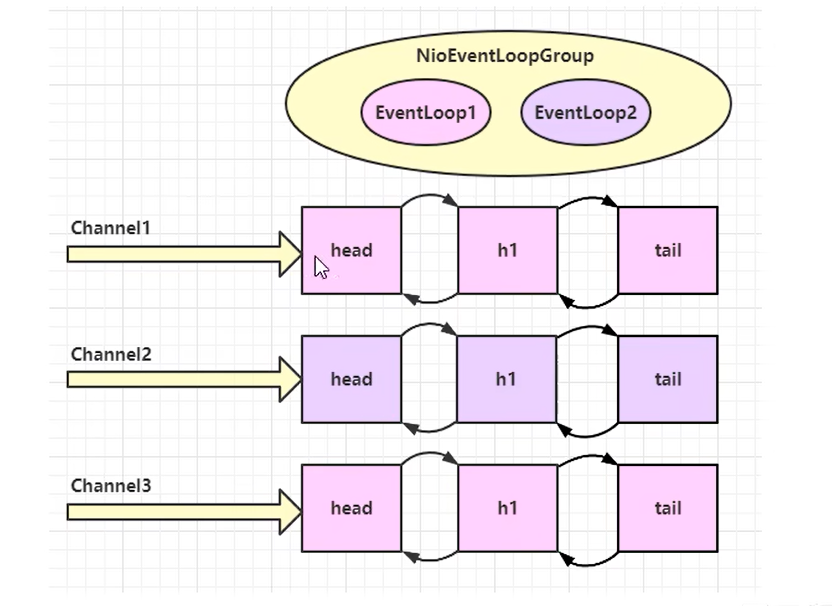 NioEventLoopGroup
EventLoop1 EventLoop2
Channel1
head h1 tail
Channel2
head h1 tail
Channel3
head h1 tail